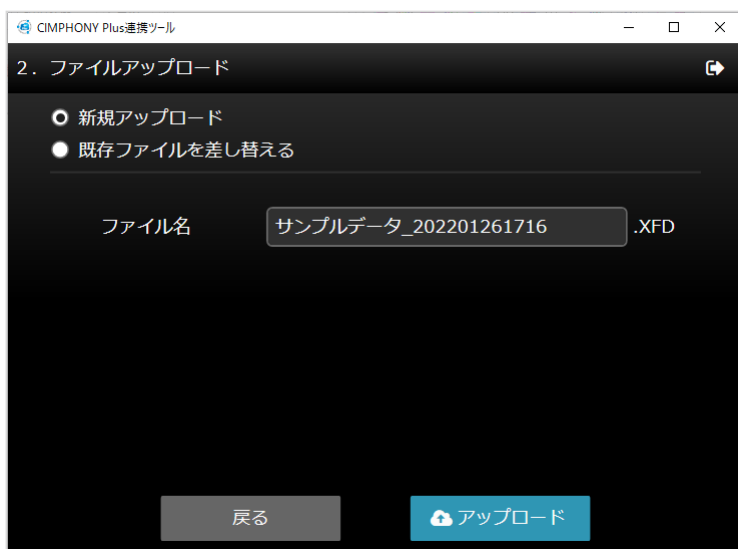 CIMPHONY Plus連携ツール
2. ファイルアップロード
新規アップロード
既存ファイルを差し替える
ファイル名 サンプルデータ_202201261716 .XFD
戻る アップロード